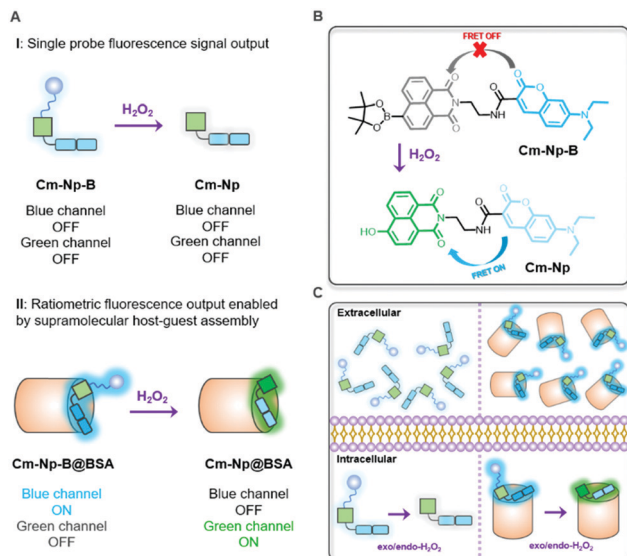 A
I: Single probe fluorescence signal output
H2O2
Cm-Np-B
Cm-Np
Blue channel
OFF
Green channel
OFF
Blue channel
OFF
Green channel
OFF
II: Ratiometric fluorescence output enabled
by supramolecular host-guest assembly
H2O2
Cm-Np-B@BSA
Cm-Np@BSA
Blue channel
ON
Green channel
OFF
Blue channel
OFF
Green channel
ON
B
FRET OFF
O
O
O
O
O
B
O
N
NH
O
N
Cm-Np-B
H2O2
O
O
O
O
N
NH
HO
O
N
FRET ON
Cm-Np
C
Extracellular
Intracellular
exo/endo-H2O2
exo/endo-H2O2